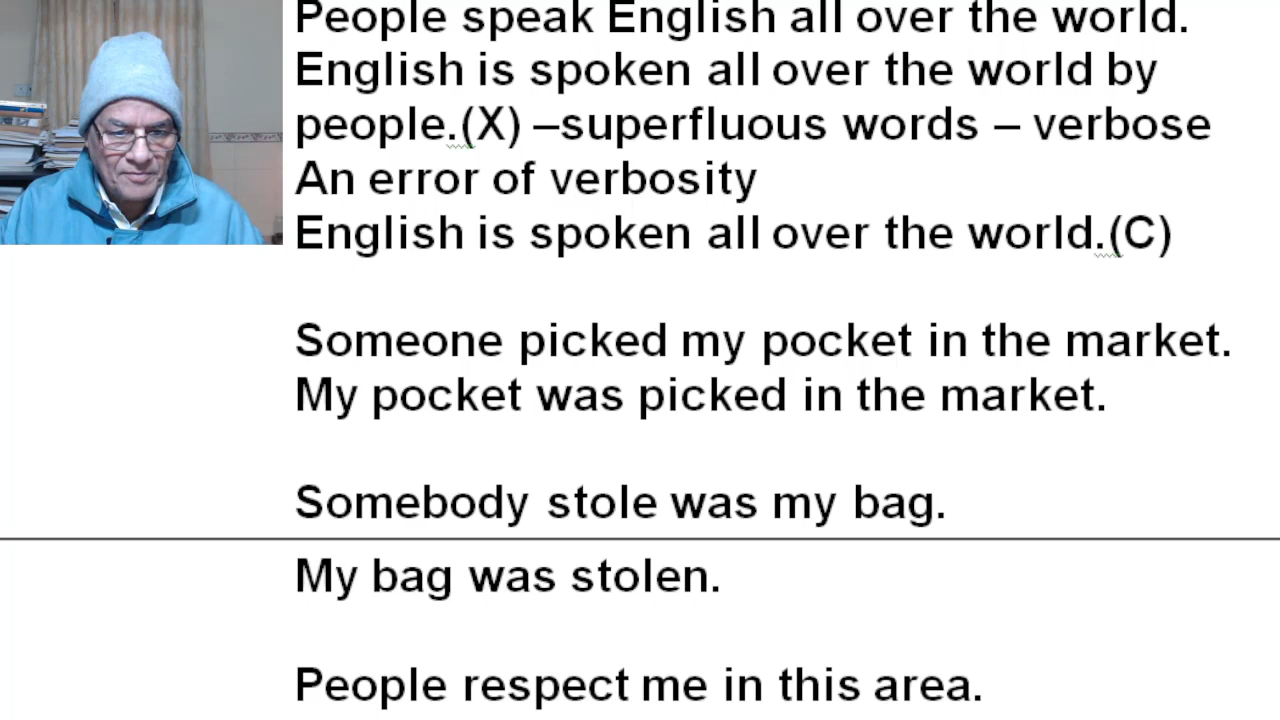 People speak English all over the world.
English is spoken all over the world by
people.(X) –superfluous words – verbose
An error of verbosity
English is spoken all over the world.(C)
Someone picked my pocket in the market.
My pocket was picked in the market.
Somebody stole was my bag.
My bag was stolen.
People respect me in this area.